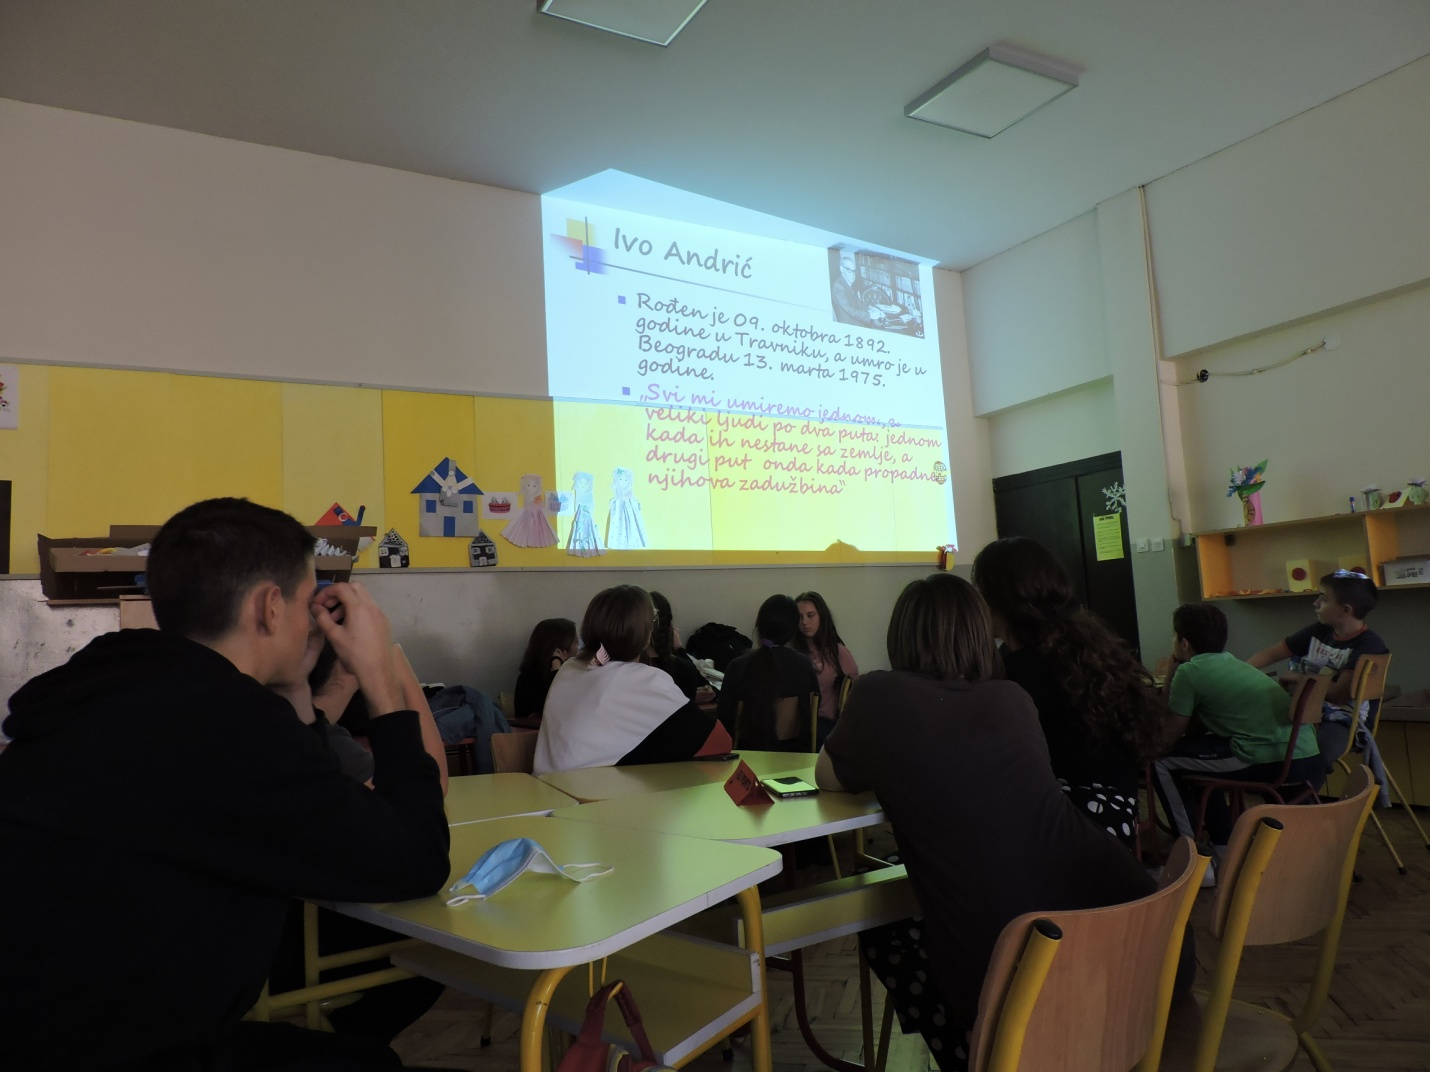 Ivo Andrić
Rođen je 09. oktobra 1892.
godine u Travniku, a umro je u
Beogradu 13. marta 1975.
godine.
„Svi mi umiremo jednom, a
veliki ljudi po dva puta: jednom
kada ih nestane sa zemlje, a
drugi put onda kada propadne
njihova zadužbina“